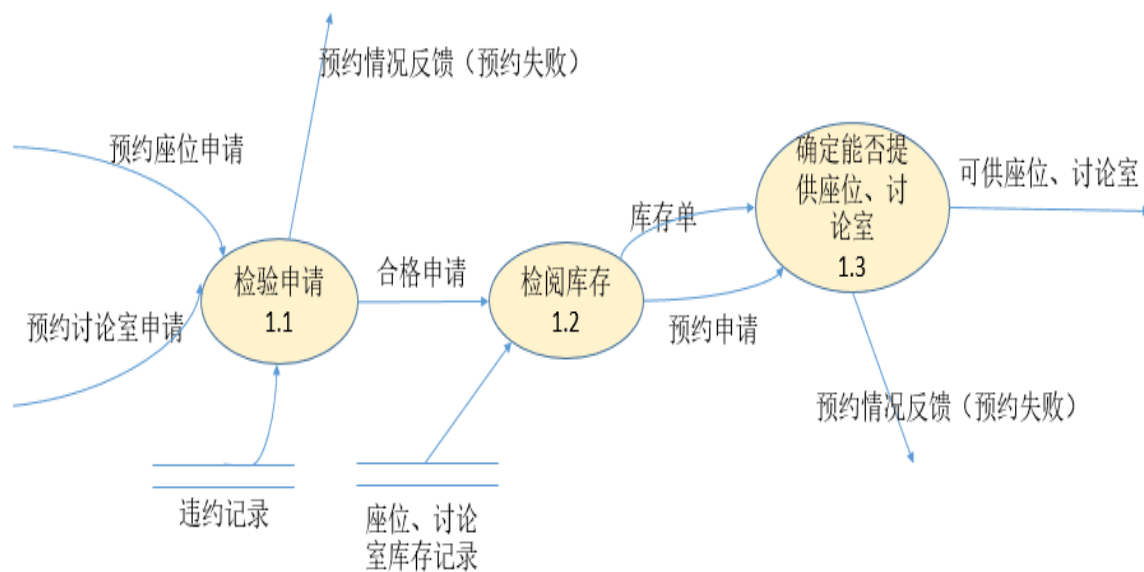 预约情况反馈（预约失败）
预约座位申请
确定能否提
供座位、讨
论室
1.3
可供座位、讨论室
库存单
合格申请
检验申请
1.1
检阅库存
1.2
预约讨论室申请
预约申请
预约情况反馈（预约失败）
违约记录
座位、讨论
室库存记录